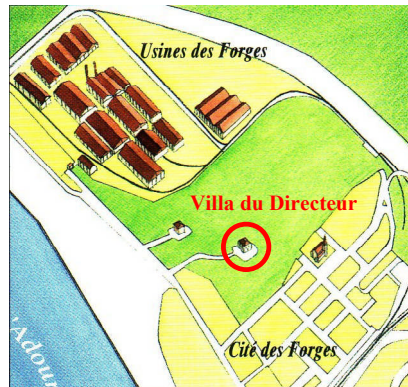 Usines des Forges
Villa du Directeur
Cité des Forges
l'Adour